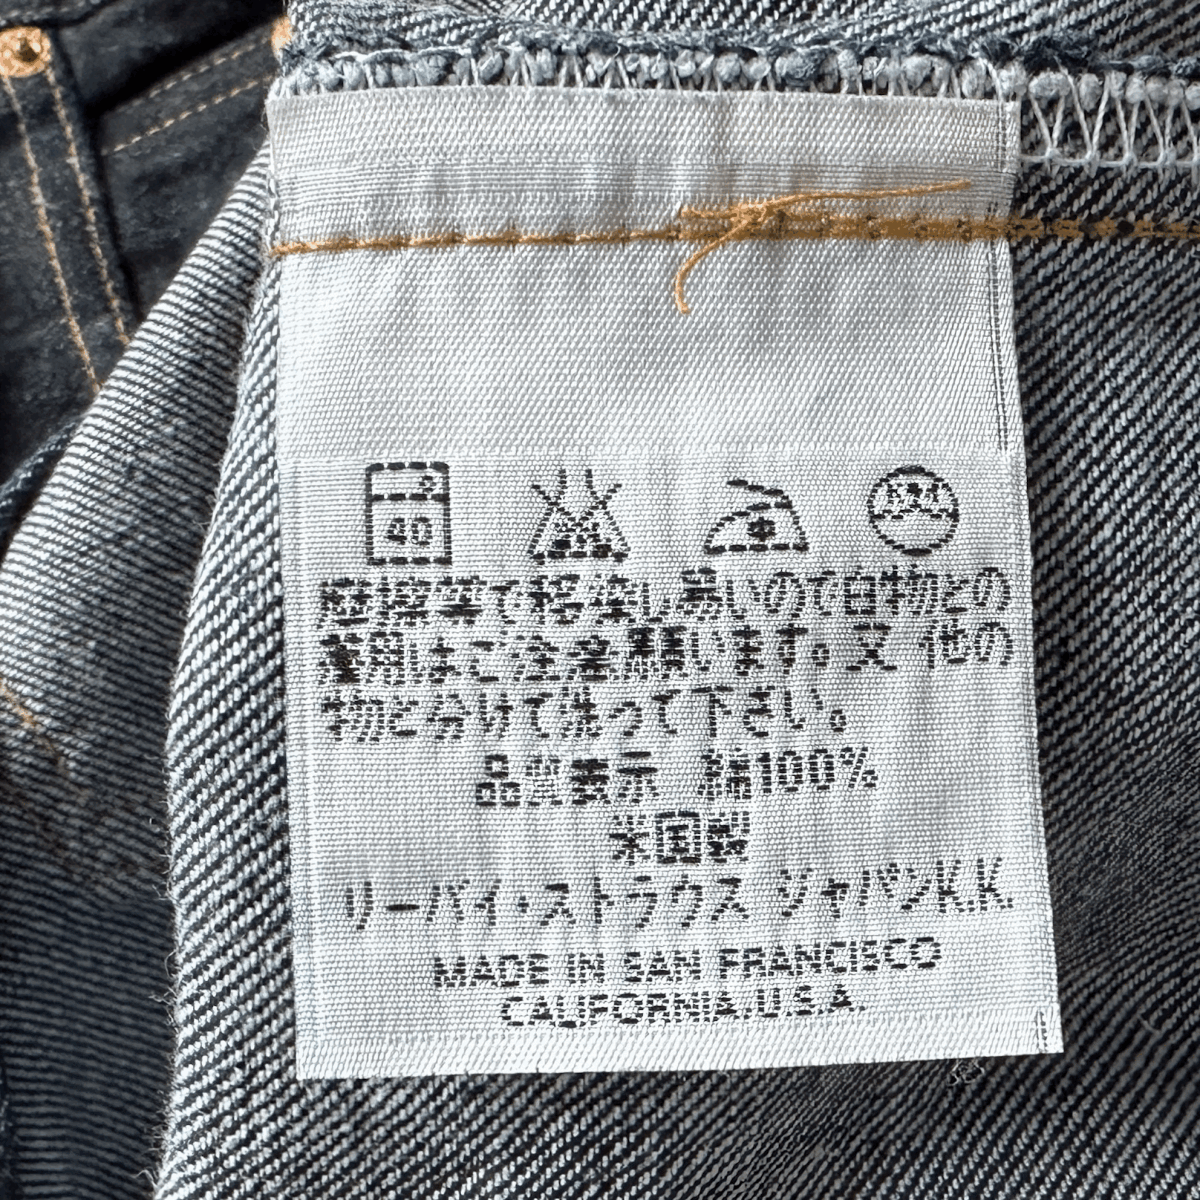 40
摩擦等で移染し易いので白物との
着用はご注意願います。又 他の
物と分けて洗って下さい。
品質表示 綿100%
米国製
リーバイ・ストラウス ジャパンK.K.
MADE IN SAN FRANCISCO
CALIFORNIA, U.S.A.